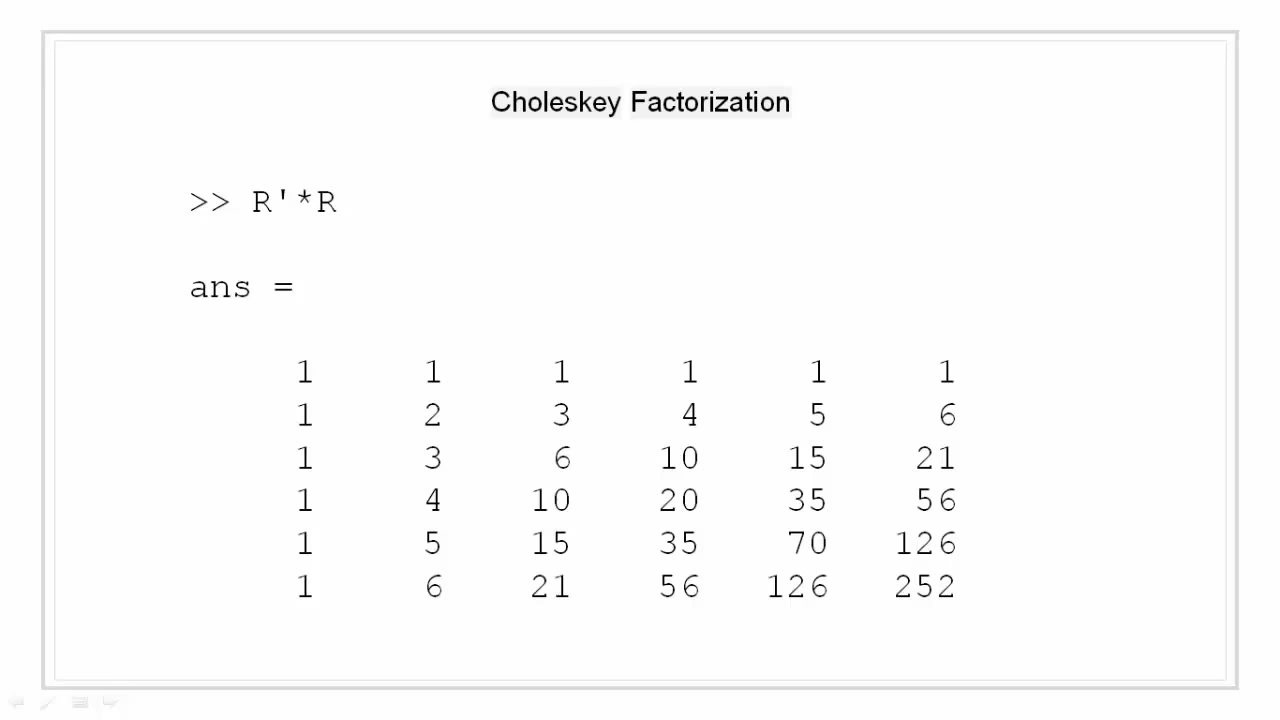 Choleskey Factorization
>> R'*R
ans =
1 1 1 1 1 1
1 2 3 4 5 6
1 3 6 10 15 21
1 4 10 20 35 56
1 5 15 35 70 126
1 6 21 56 126 252